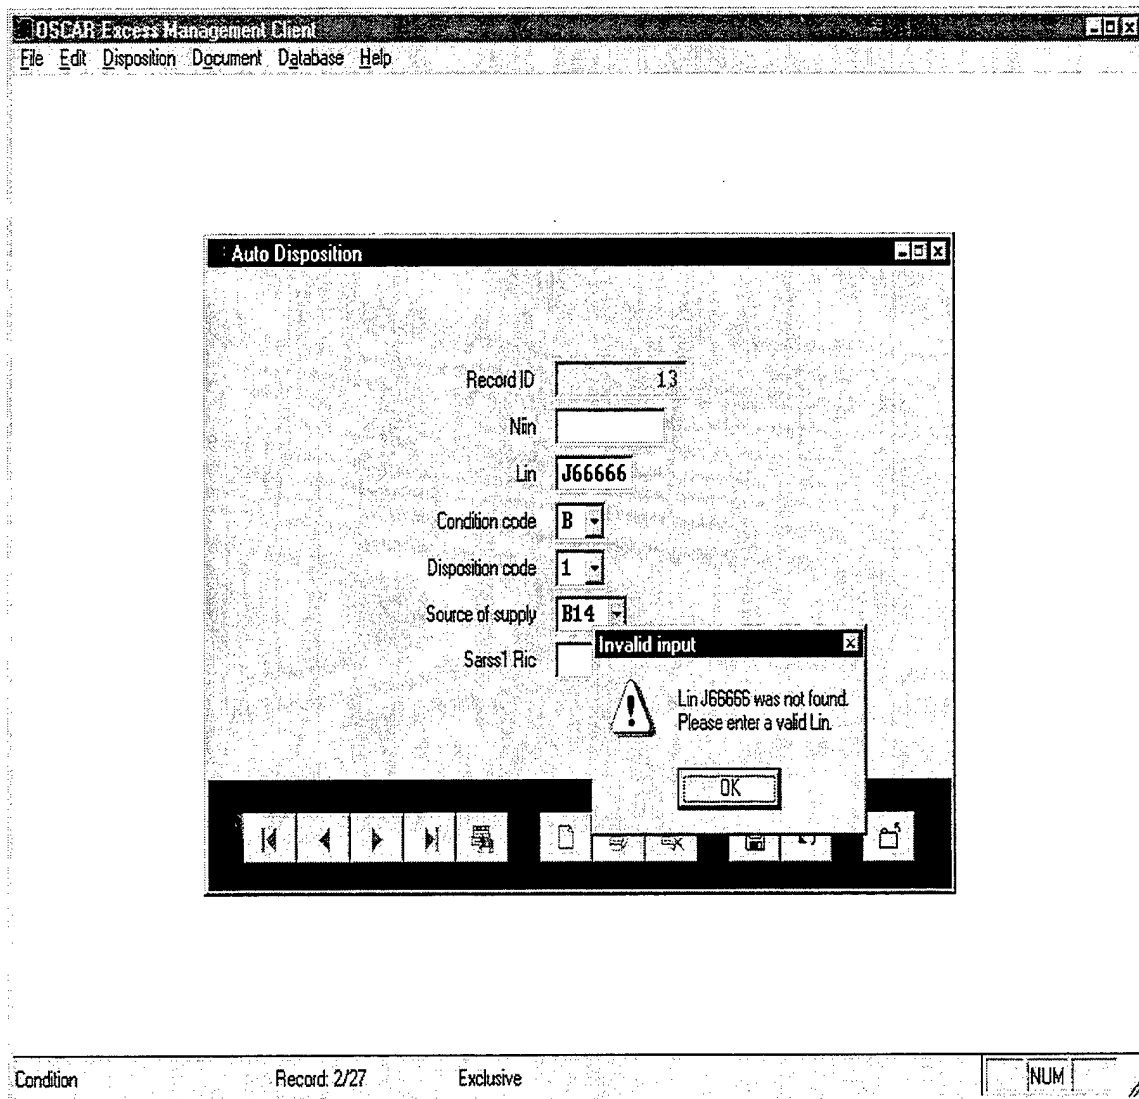 OSCAR Excess Management Client
File Edit Disposition Document Database Help
Auto Disposition
Record ID 13
Niin
Lin J66666
Condition code B
Disposition code 1
Source of supply B14
Sarss1 Ric
Invalid input
Lin J66666 was not found.
Please enter a valid Lin.
OK
Condition Record: 2/27 Exclusive NUM